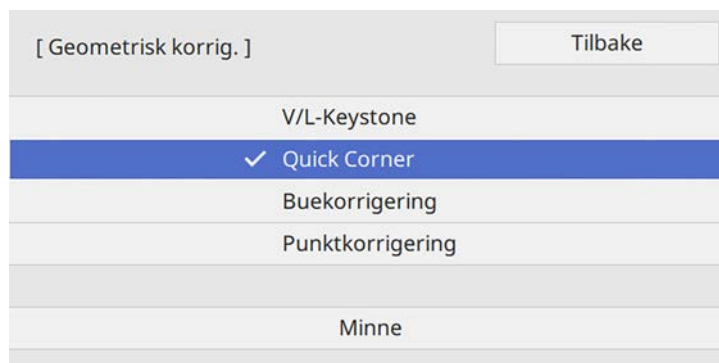 [ Geometrisk korrig. ]
Tilbake
V/L-Keystone
Quick Corner
Buekorrigering
Punktkorrigering
Minne